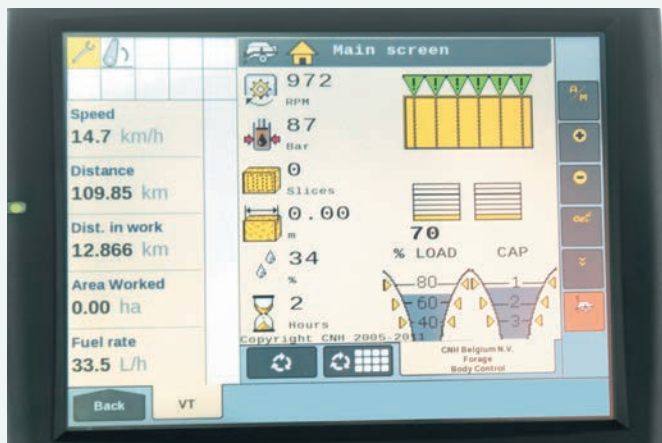 Main screen
Speed
14.7 km/h
Distance
109.85 km
Dist. in work
12.866 km
Area Worked
0.00 ha
Fuel rate
33.5 L/h
972
RPM
87
Bar
0
Slices
0.00
m
34
%
2
Hours
70
% LOAD CAP
80 1
60 2
40 3
Copyright CNH 2005-2011
CNH Belgium N.V.
Forage
Body Control
A/M
Back
VT